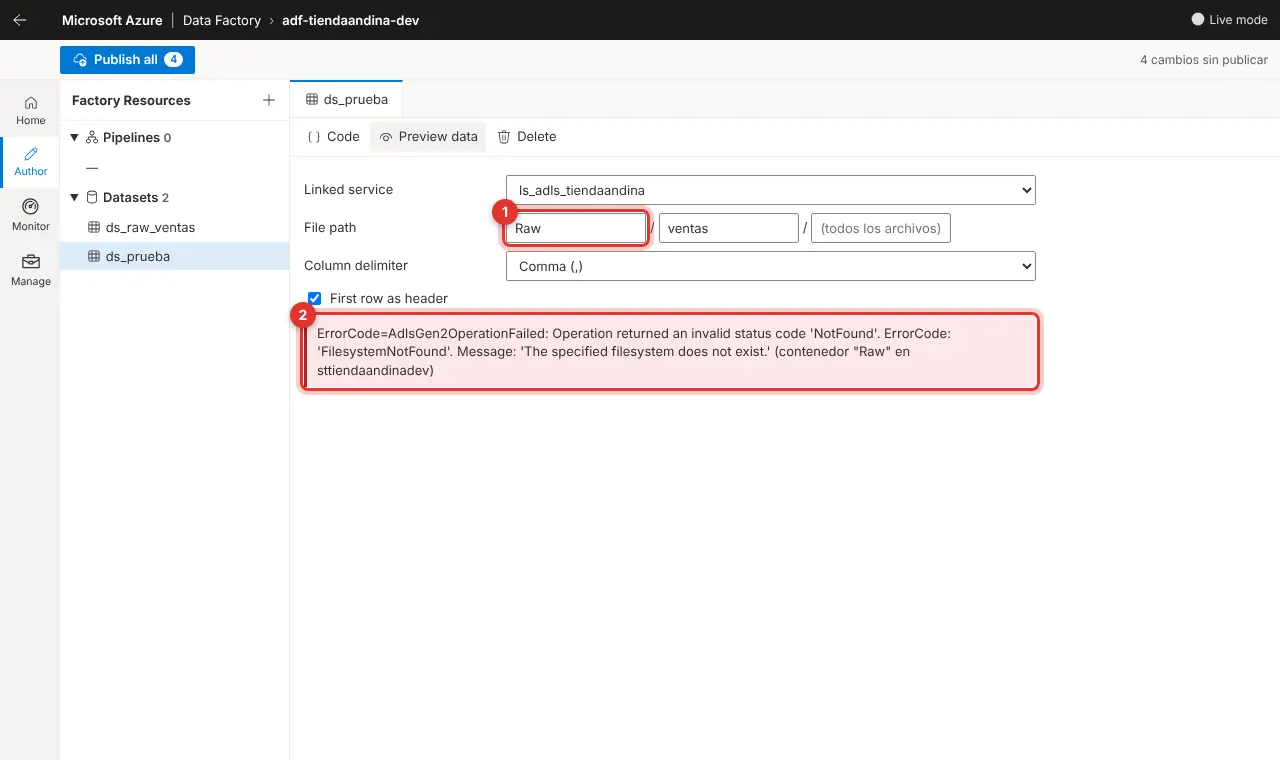 Microsoft Azure | Data Factory › adf-tiendaandina-dev
Live mode
Publish all 4
4 cambios sin publicar
Home
Author
Monitor
Manage
Factory Resources +
▼ Pipelines 0
—
▼ Datasets 2
ds_raw_ventas
ds_prueba
ds_prueba
{ } Code Preview data Delete
Linked service ls_adls_tiendaandina
1
File path Raw / ventas / (todos los archivos)
Column delimiter Comma (,)
First row as header
2
ErrorCode=AdlsGen2OperationFailed: Operation returned an invalid status code 'NotFound'. ErrorCode:
'FilesystemNotFound'. Message: 'The specified filesystem does not exist.' (contenedor "Raw" en
sttiendaandinadev)